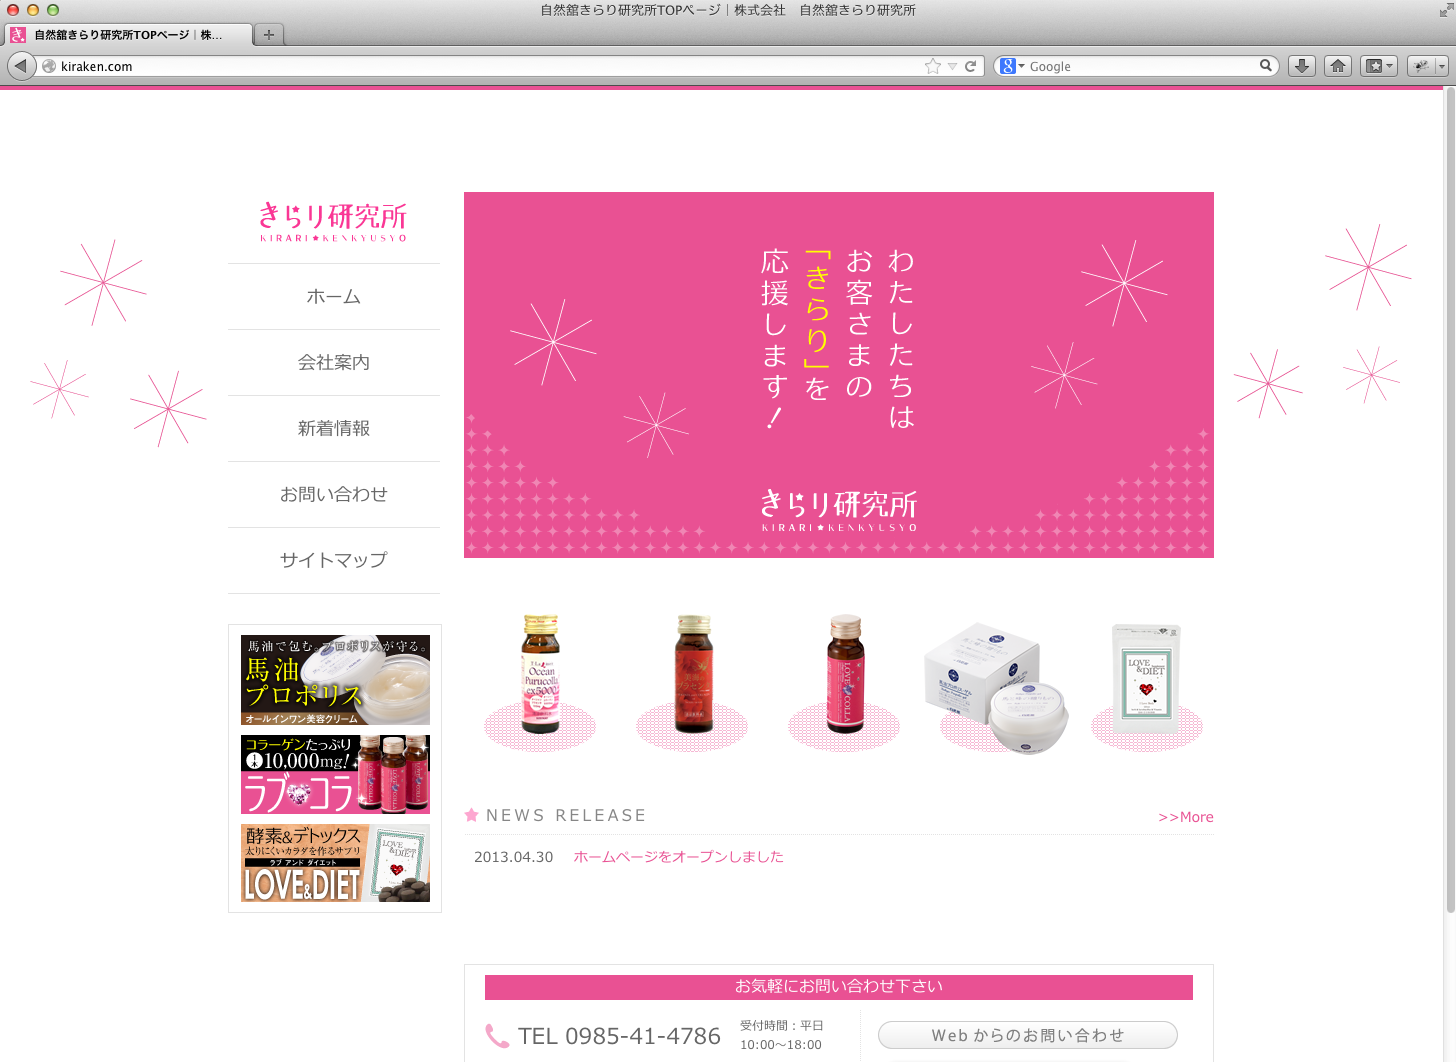 自然舘きらり研究所TOPページ｜株式会社　自然舘きらり研究所
自然舘きらり研究所TOPページ｜株...
kiraken.com
Google
きらり研究所
KIRARI★KENKYUSYO
ホーム
会社案内
新着情報
お問い合わせ
サイトマップ
わたしたちは
お客さまの
「きらり」を
応援します！
きらり研究所
KIRARI★KENKYUSYO
馬油で包む。プロポリスが守る。
馬油
プロポリス
オールインワン美容クリーム
コラーゲンたっぷり
1本10,000mg!
ラブコラ
酵素&デトックス
太りにくいカラダを作るサプリ
ラブ アンド ダイエット
LOVE&DIET
LOVE
&DIET
Ocean
Purucolla
ex5000
LOVE COLLA
LOVE
&DIET
NEWS RELEASE
>>More
2013.04.30 ホームページをオープンしました
お気軽にお問い合わせ下さい
TEL 0985-41-4786
受付時間：平日
10:00〜18:00
Web からのお問い合わせ